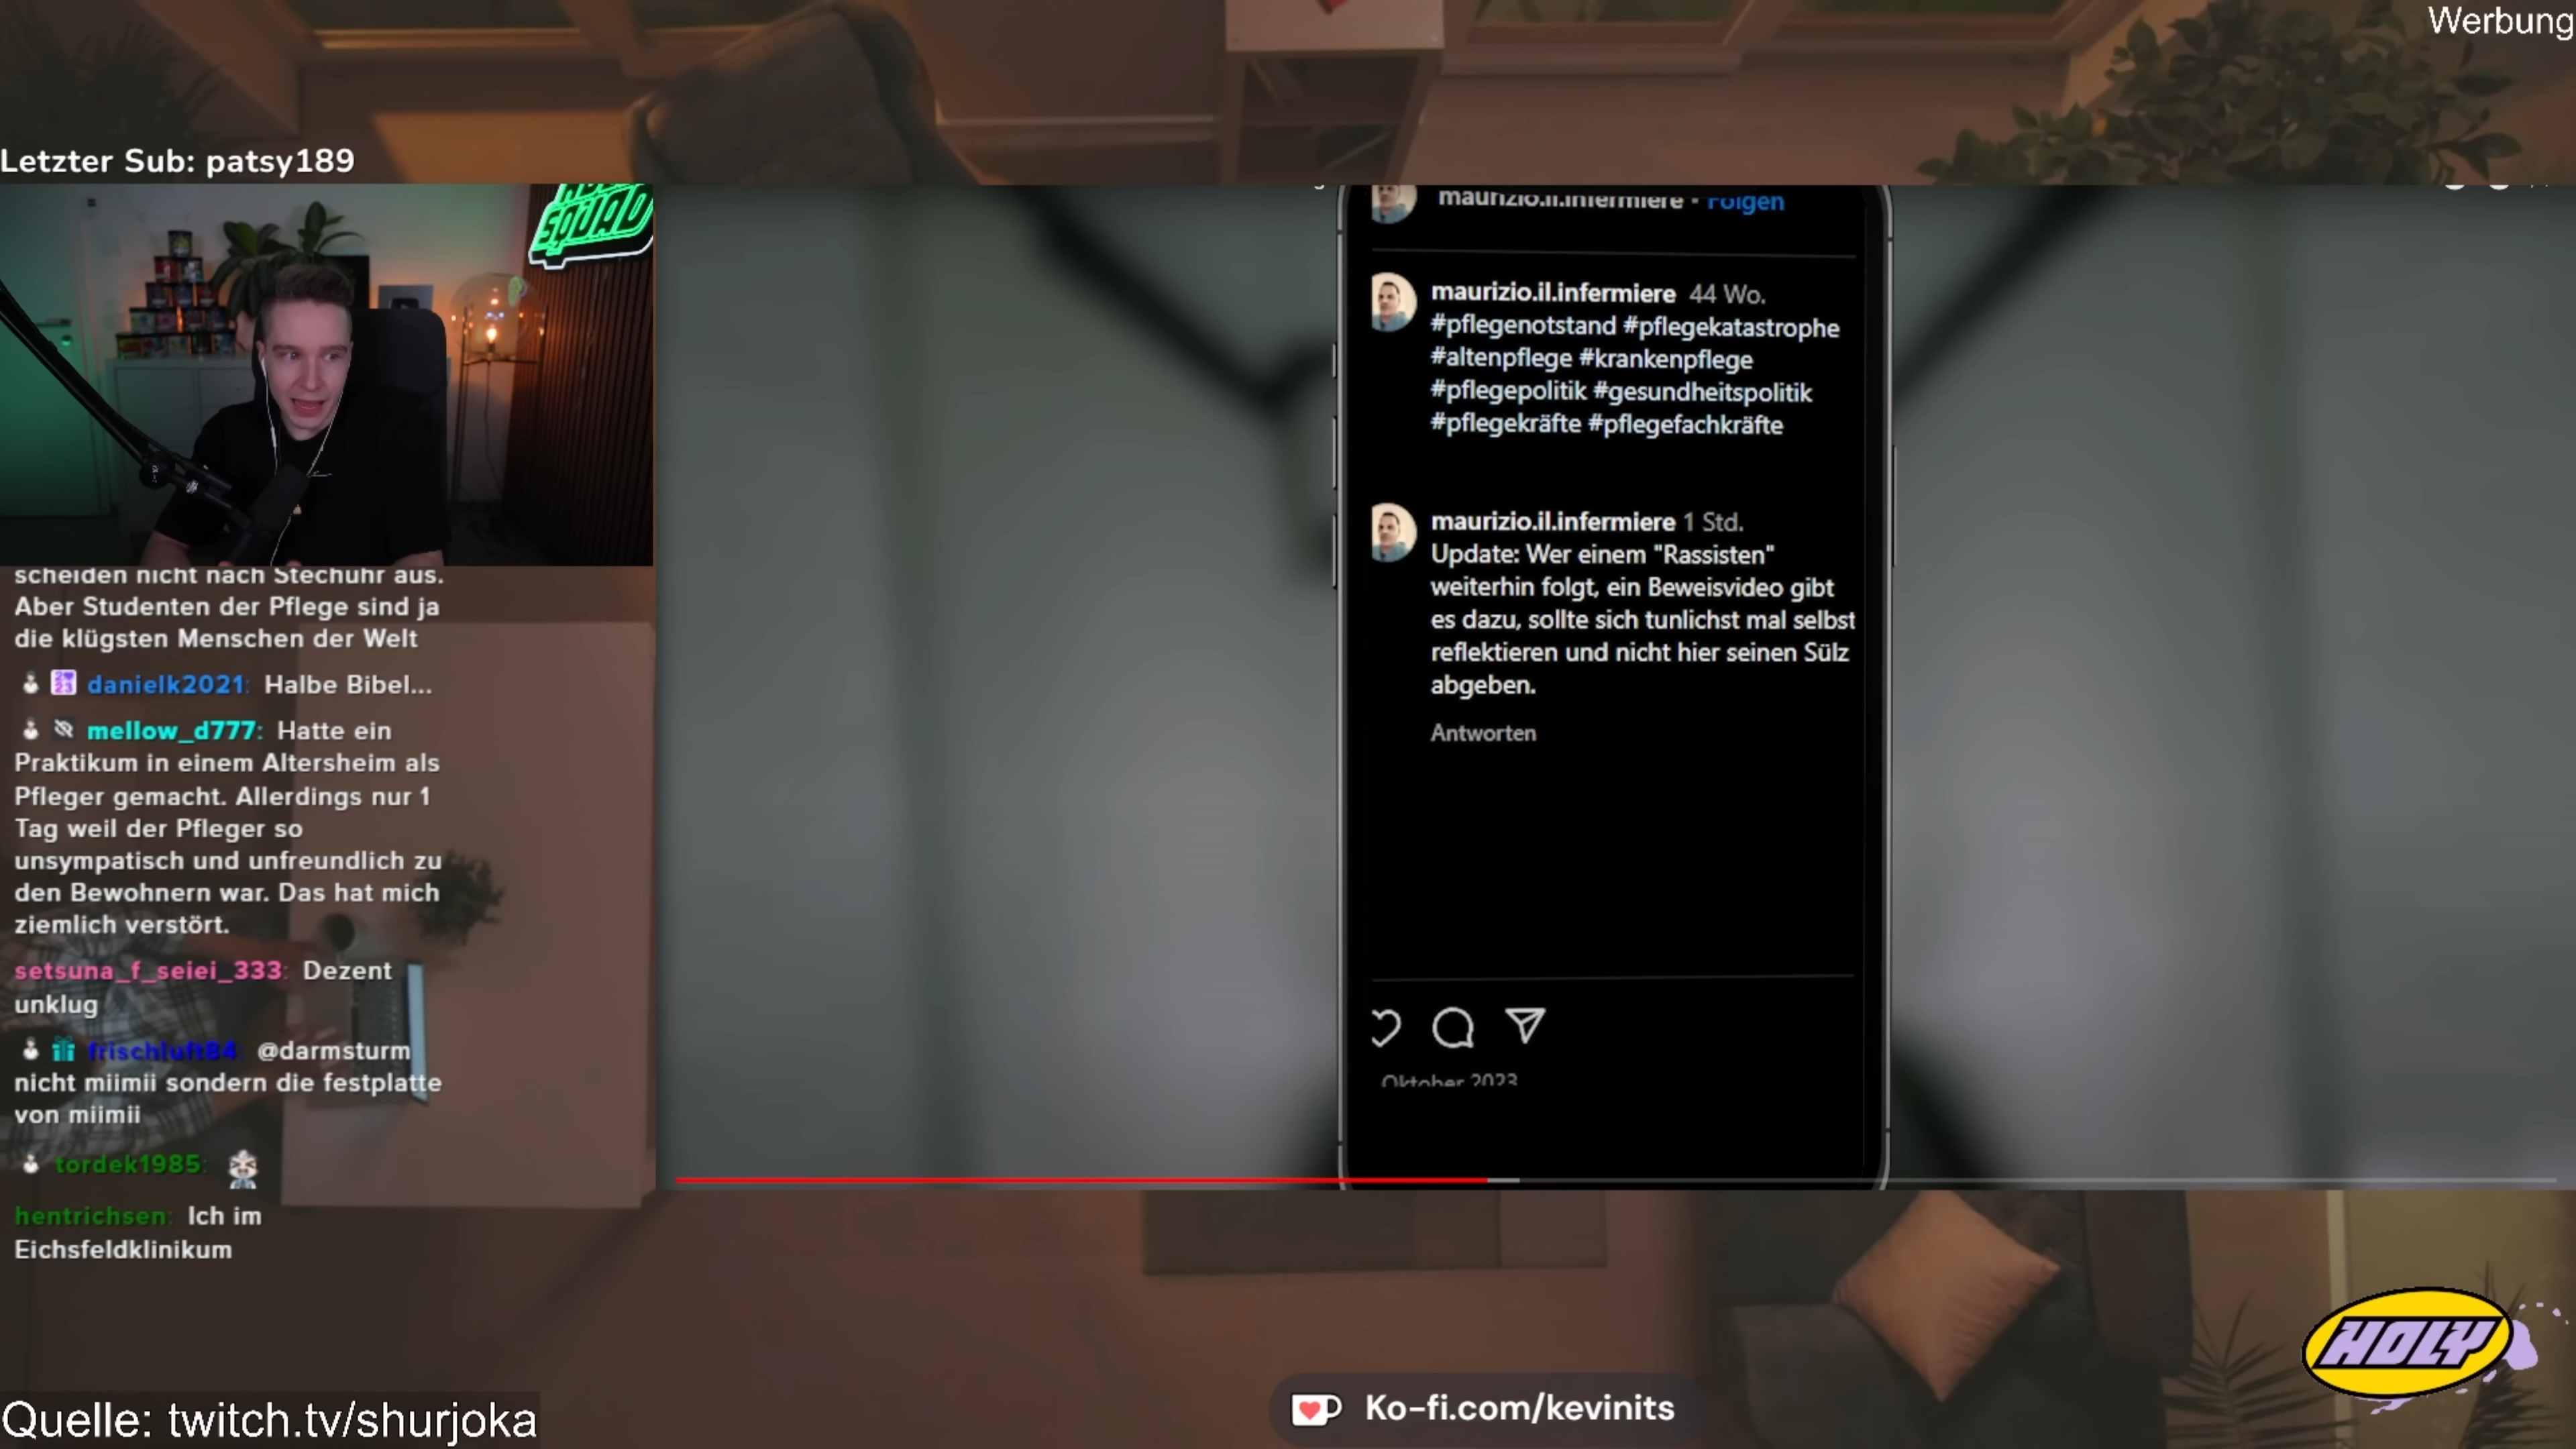 Werbung
Letzter Sub: patsy189
SQUAD
scheiden nicht nach Stechuhr aus.
Aber Studenten der Pflege sind ja
die klügsten Menschen der Welt
danielk2021: Halbe Bibel...
mellow_d777: Hatte ein
Praktikum in einem Altersheim als
Pfleger gemacht. Allerdings nur 1
Tag weil der Pfleger so
unsympatisch und unfreundlich zu
den Bewohnern war. Das hat mich
ziemlich verstört.
setsuna_f_seiei_333: Dezent
unklug
frischluft84: @darmsturm
nicht miimii sondern die festplatte
von miimii
tordek1985:
hentrichsen: Ich im
Eichsfeldklinikum
maurizio.il.infermiere • Folgen
maurizio.il.infermiere 44 Wo.
#pflegenotstand #pflegekatastrophe
#altenpflege #krankenpflege
#pflegepolitik #gesundheitspolitik
#pflegekräfte #pflegefachkräfte
maurizio.il.infermiere 1 Std.
Update: Wer einem "Rassisten"
weiterhin folgt, ein Beweisvideo gibt
es dazu, sollte sich tunlichst mal selbst
reflektieren und nicht hier seinen Sülz
abgeben.
Antworten
Oktober 2023
HOLY
Ko-fi.com/kevinits
Quelle: twitch.tv/shurjoka